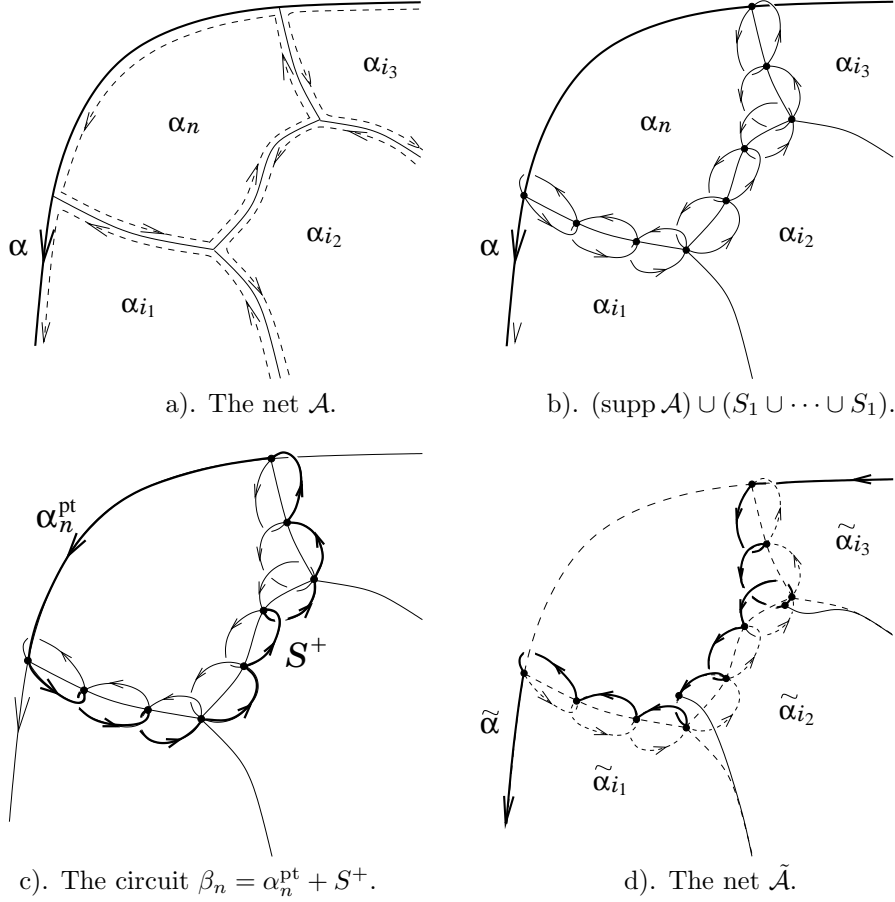 α_{i_3}
α_n
α
α_{i_2}
α_{i_1}
a). The net 𝒜.
α_{i_3}
α_n
α
α_{i_2}
α_{i_1}
b). (supp 𝒜) ∪ (S_1 ∪ ⋯ ∪ S_1).
α_n^{pt}
S^+
c). The circuit β_n = α_n^{pt} + S^+.
α̃_{i_3}
α̃
α̃_{i_2}
α̃_{i_1}
d). The net 𝒜̃.